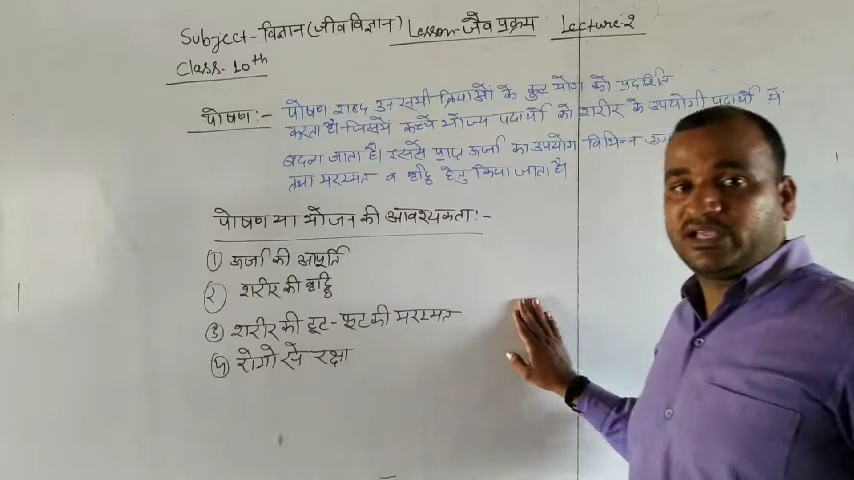 Subject-विज्ञान(जीवविज्ञान) Lesson-जैव प्रक्रम Lecture-2
Class-10th
पोषण:- पोषण शब्द उन सभी क्रियाओं के कुल योग को प्रदर्शित
करता है-जिसमें कच्चे भोज्य पदार्थों को शरीर के उपयोगी पदार्थों में
बदला जाता है। इससे प्राप्त ऊर्जा का उपयोग विभिन्न
तथा मरम्मत व वृद्धि हेतु किया जाता है।
पोषण या भोजन की आवश्यकता:-
(1) ऊर्जा की आपूर्ति
(2) शरीर की वृद्धि
(3) शरीर की टूट-फूट की मरम्मत
(4) रोगो से रक्षा